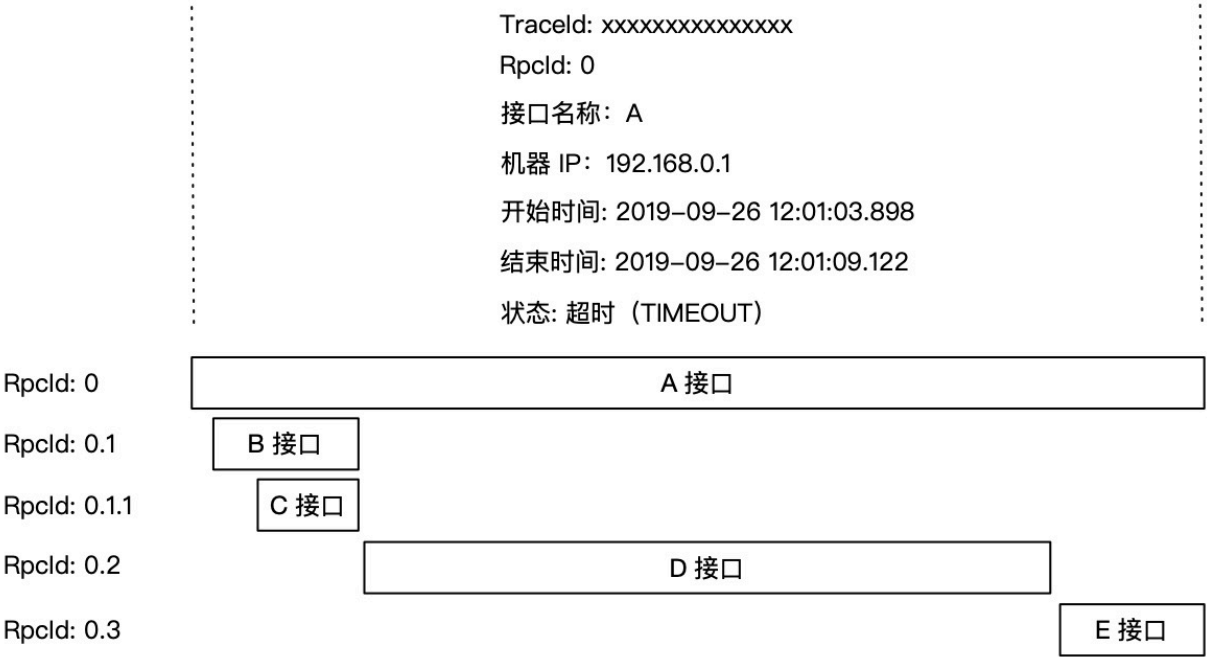 TraceId: xxxxxxxxxxxxxxx
RpcId: 0
接口名称：A
机器 IP：192.168.0.1
开始时间: 2019-09-26 12:01:03.898
结束时间: 2019-09-26 12:01:09.122
状态: 超时（TIMEOUT）
RpcId: 0 A 接口
RpcId: 0.1 B 接口
RpcId: 0.1.1 C 接口
RpcId: 0.2 D 接口
RpcId: 0.3 E 接口